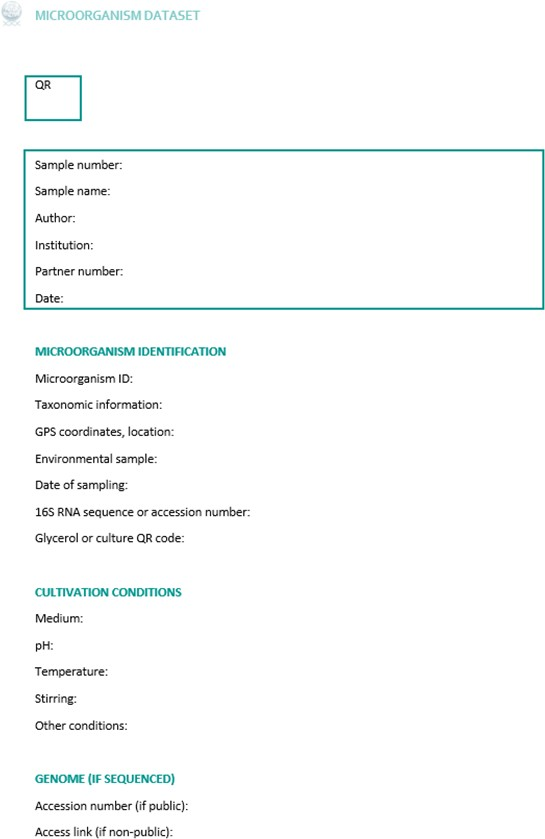 MICROORGANISM DATASET
QR
Sample number:
Sample name:
Author:
Institution:
Partner number:
Date:
MICROORGANISM IDENTIFICATION
Microorganism ID:
Taxonomic information:
GPS coordinates, location:
Environmental sample:
Date of sampling:
16S RNA sequence or accession number:
Glycerol or culture QR code:
CULTIVATION CONDITIONS
Medium:
pH:
Temperature:
Stirring:
Other conditions:
GENOME (IF SEQUENCED)
Accession number (if public):
Access link (if non-public):